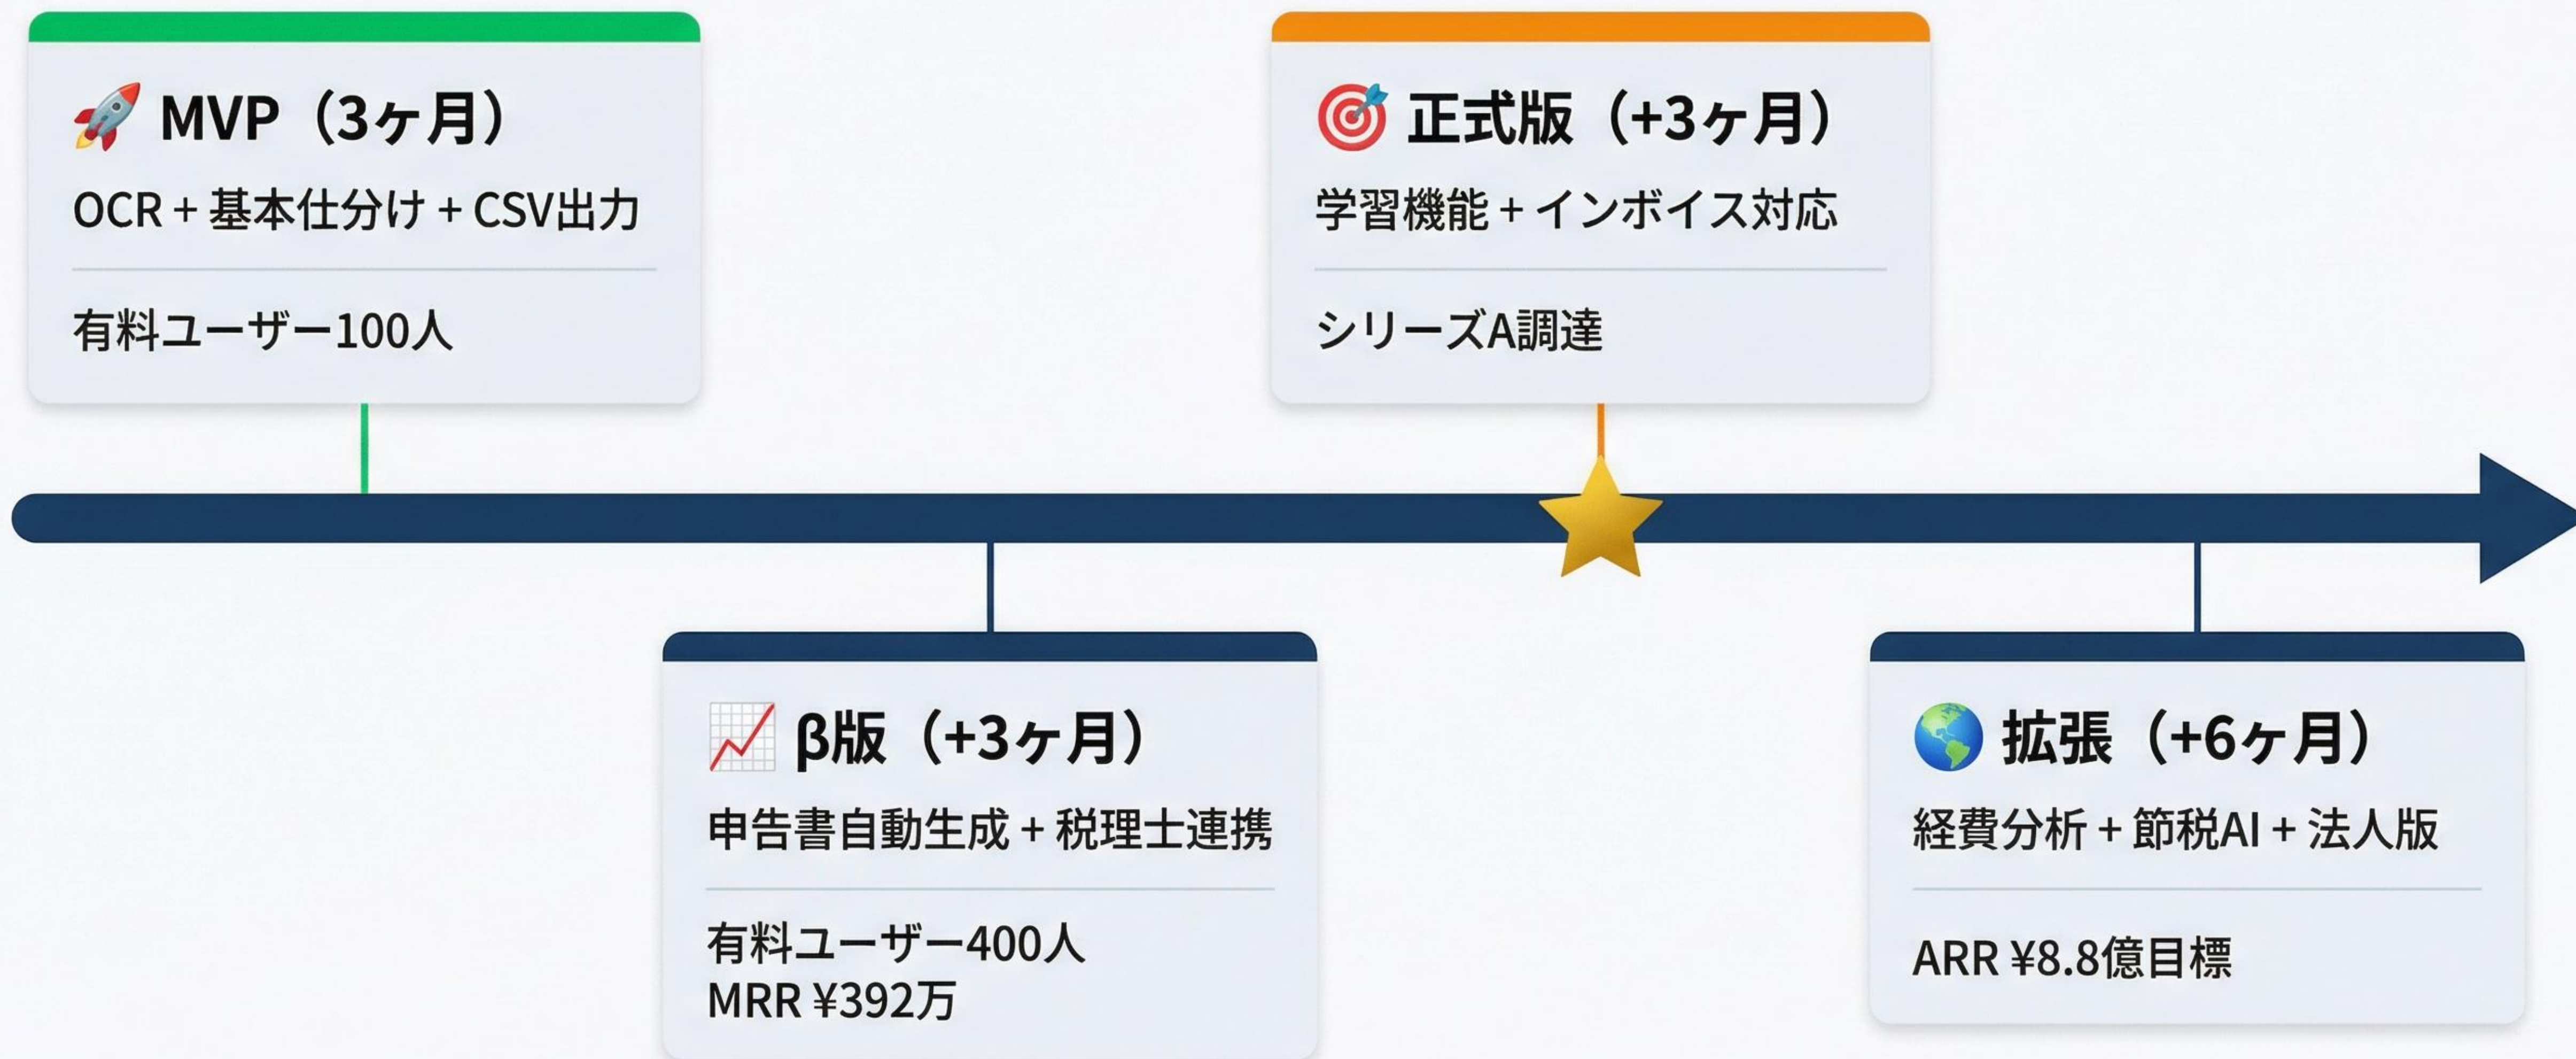 🚀 MVP（3ヶ月）
OCR + 基本仕分け + CSV出力
有料ユーザー100人
📈 β版（+3ヶ月）
申告書自動生成 + 税理士連携
有料ユーザー400人
MRR ¥392万
🎯 正式版（+3ヶ月）
学習機能 + インボイス対応
シリーズA調達
🌎 拡張（+6ヶ月）
経費分析 + 節税AI + 法人版
ARR ¥8.8億目標